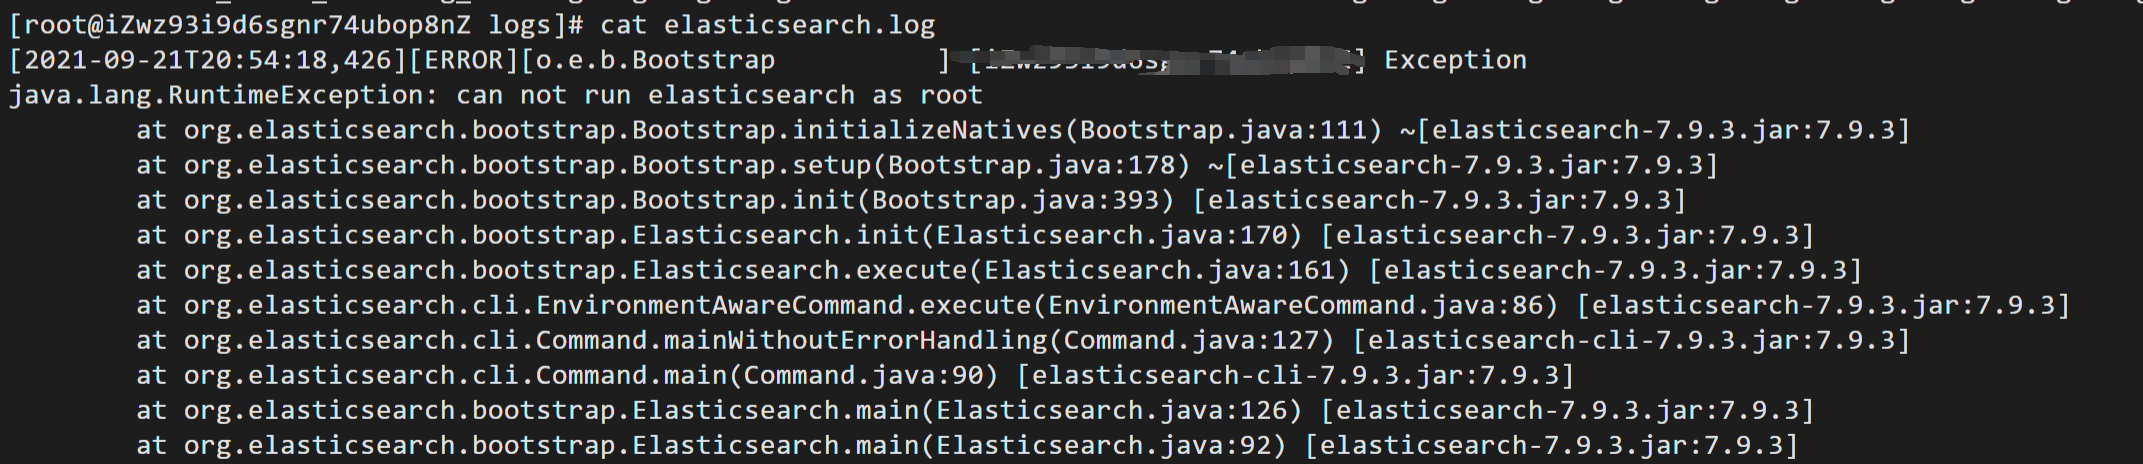 [root@iZwz93i9d6sgnr74ubop8nZ logs]# cat elasticsearch.log
[2021-09-21T20:54:18,426][ERROR][o.e.b.Bootstrap          ] [] Exception
java.lang.RuntimeException: can not run elasticsearch as root
        at org.elasticsearch.bootstrap.Bootstrap.initializeNatives(Bootstrap.java:111) ~[elasticsearch-7.9.3.jar:7.9.3]
        at org.elasticsearch.bootstrap.Bootstrap.setup(Bootstrap.java:178) ~[elasticsearch-7.9.3.jar:7.9.3]
        at org.elasticsearch.bootstrap.Bootstrap.init(Bootstrap.java:393) [elasticsearch-7.9.3.jar:7.9.3]
        at org.elasticsearch.bootstrap.Elasticsearch.init(Elasticsearch.java:170) [elasticsearch-7.9.3.jar:7.9.3]
        at org.elasticsearch.bootstrap.Elasticsearch.execute(Elasticsearch.java:161) [elasticsearch-7.9.3.jar:7.9.3]
        at org.elasticsearch.cli.EnvironmentAwareCommand.execute(EnvironmentAwareCommand.java:86) [elasticsearch-7.9.3.jar:7.9.3]
        at org.elasticsearch.cli.Command.mainWithoutErrorHandling(Command.java:127) [elasticsearch-cli-7.9.3.jar:7.9.3]
        at org.elasticsearch.cli.Command.main(Command.java:90) [elasticsearch-cli-7.9.3.jar:7.9.3]
        at org.elasticsearch.bootstrap.Elasticsearch.main(Elasticsearch.java:126) [elasticsearch-7.9.3.jar:7.9.3]
        at org.elasticsearch.bootstrap.Elasticsearch.main(Elasticsearch.java:92) [elasticsearch-7.9.3.jar:7.9.3]